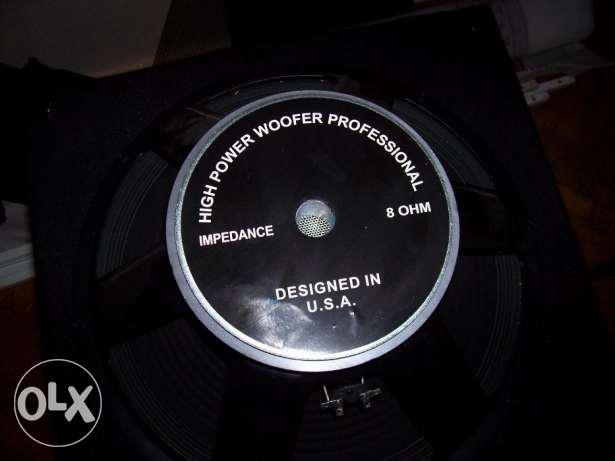 HIGH POWER WOOFER PROFESSIONAL
IMPEDANCE
8 OHM
DESIGNED IN
U.S.A.
OLX